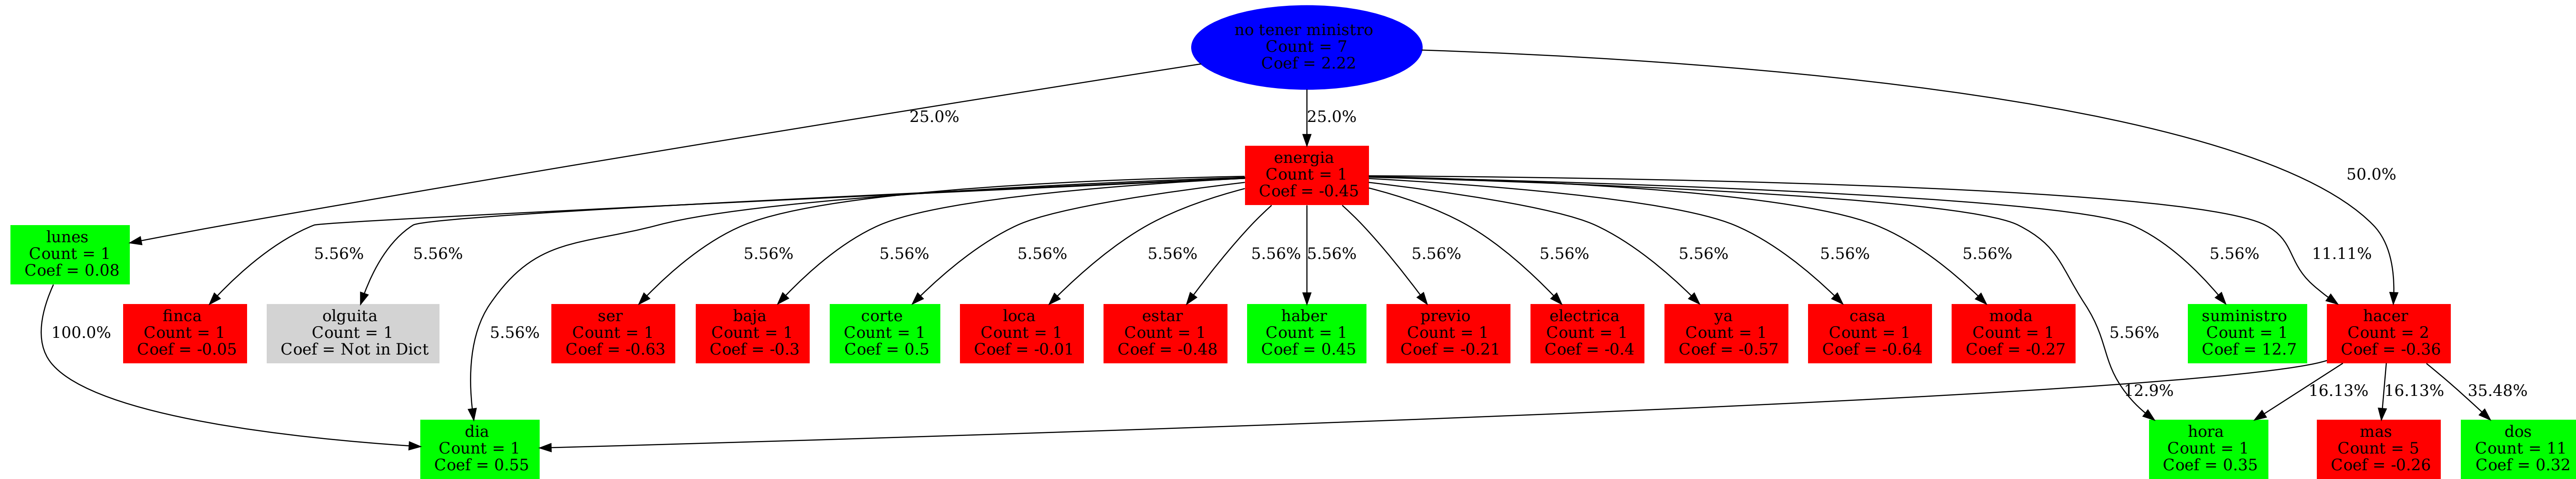 no tener ministro
Count = 7
Coef = 2.22
25.0%
25.0%
50.0%
energia
Count = 1
Coef = -0.45
lunes
Count = 1
Coef = 0.08
5.56%
5.56%
5.56%
5.56%
5.56%
5.56%
5.56%
5.56%
5.56%
5.56%
5.56%
5.56%
5.56%
5.56%
11.11%
100.0%
finca
Count = 1
Coef = -0.05
olguita
Count = 1
Coef = Not in Dict
5.56%
ser
Count = 1
Coef = -0.63
baja
Count = 1
Coef = -0.3
corte
Count = 1
Coef = 0.5
loca
Count = 1
Coef = -0.01
estar
Count = 1
Coef = -0.48
haber
Count = 1
Coef = 0.45
previo
Count = 1
Coef = -0.21
electrica
Count = 1
Coef = -0.4
ya
Count = 1
Coef = -0.57
casa
Count = 1
Coef = -0.64
moda
Count = 1
Coef = -0.27
5.56%
suministro
Count = 1
Coef = 12.7
hacer
Count = 2
Coef = -0.36
12.9%
16.13%
16.13%
35.48%
dia
Count = 1
Coef = 0.55
hora
Count = 1
Coef = 0.35
mas
Count = 5
Coef = -0.26
dos
Count = 11
Coef = 0.32